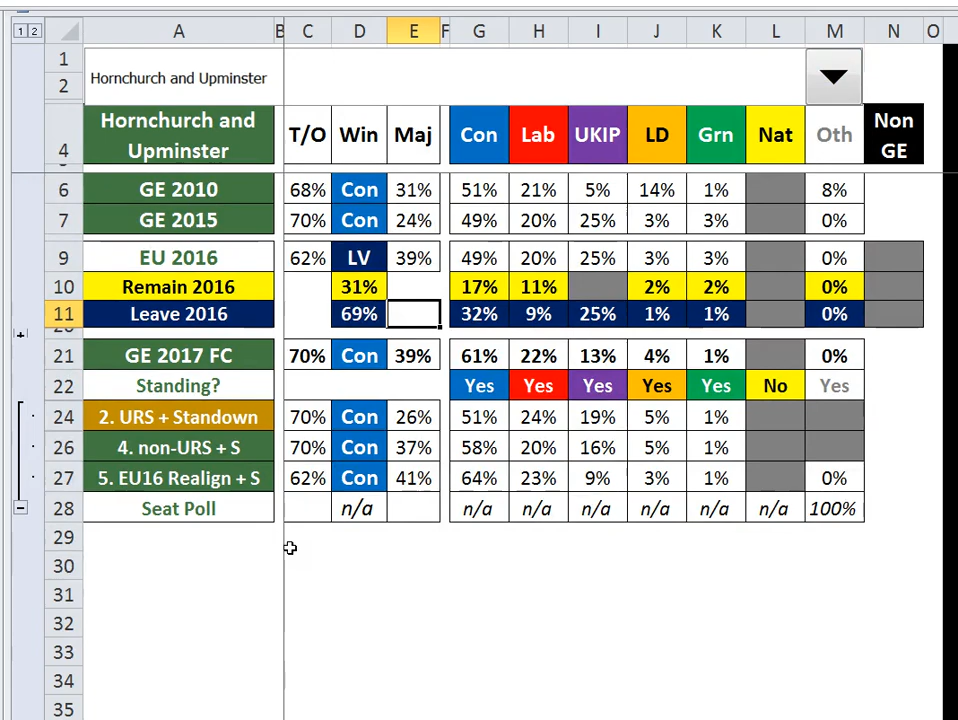 1 2 A B C D E F G H I J K L M N O
1
2 Hornchurch and Upminster
4 Hornchurch and Upminster T/O Win Maj Con Lab UKIP LD Grn Nat Oth Non GE
6 GE 2010 68% Con 31% 51% 21% 5% 14% 1% 8%
7 GE 2015 70% Con 24% 49% 20% 25% 3% 3% 0%
9 EU 2016 62% LV 39% 49% 20% 25% 3% 3% 0%
10 Remain 2016 31% 17% 11% 2% 2% 0%
11 Leave 2016 69% 32% 9% 25% 1% 1% 0%
21 GE 2017 FC 70% Con 39% 61% 22% 13% 4% 1% 0%
22 Standing? Yes Yes Yes Yes Yes No Yes
24 2. URS + Standown 70% Con 26% 51% 24% 19% 5% 1%
26 4. non-URS + S 70% Con 37% 58% 20% 16% 5% 1%
27 5. EU16 Realign + S 62% Con 41% 64% 23% 9% 3% 1% 0%
28 Seat Poll n/a n/a n/a n/a n/a n/a n/a 100%
29
30
31
32
33
34
35